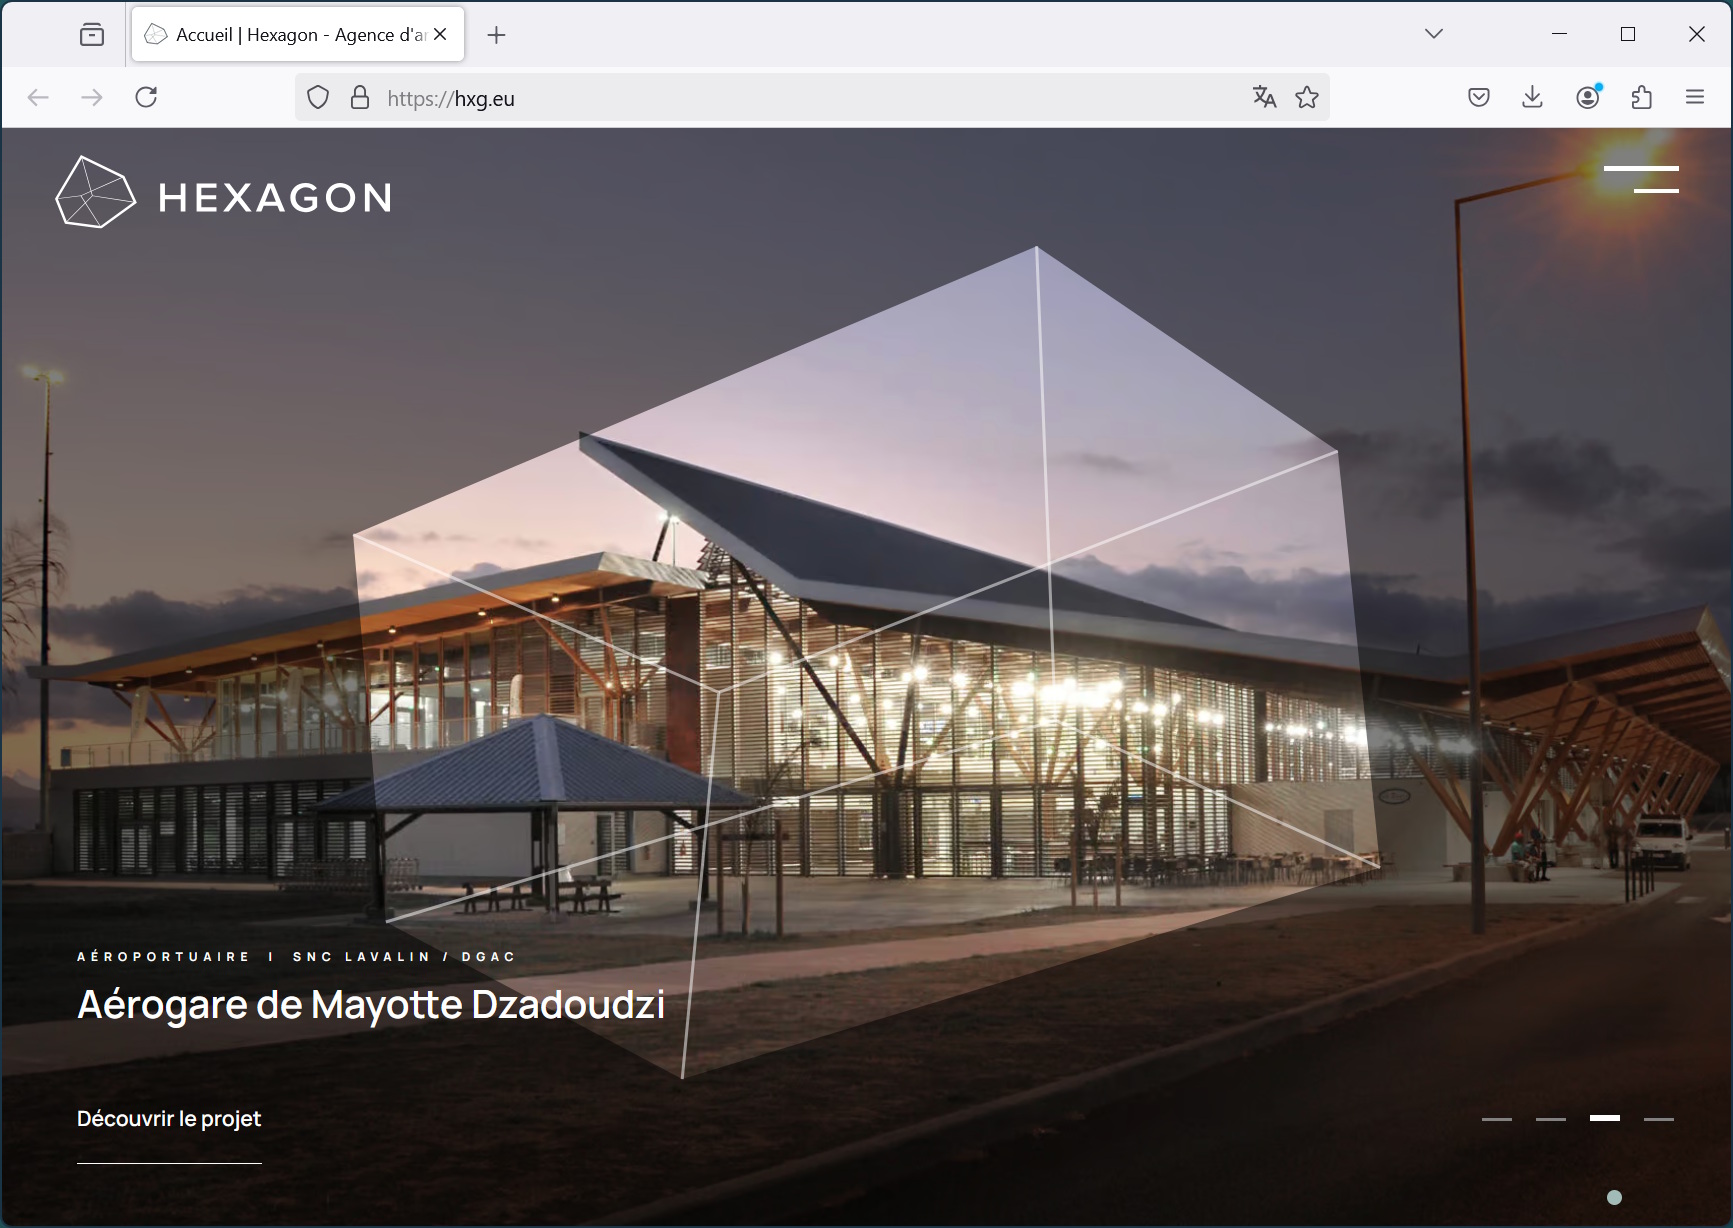 Accueil | Hexagon - Agence d'ar
https://hxg.eu
HEXAGON
AÉROPORTUAIRE | SNC LAVALIN / DGAC
Aérogare de Mayotte Dzadoudzi
Découvrir le projet